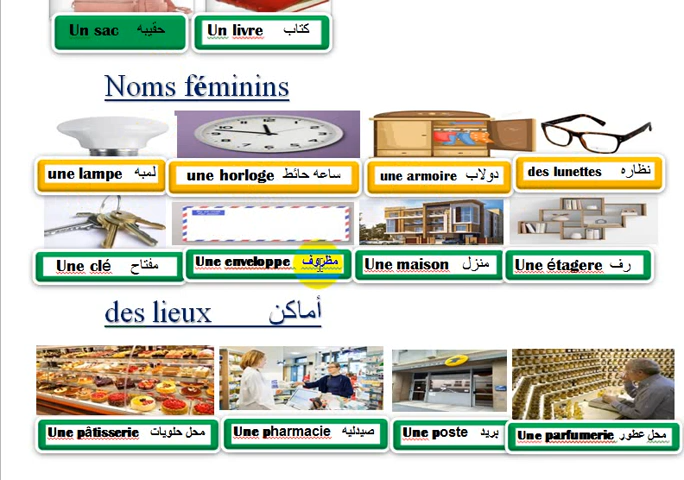 Un sac حقيبه
Un livre كتاب
Noms féminins
une lampe لمبه
une horloge ساعه حائط
une armoire دولاب
des lunettes نظاره
Une clé مفتاح
Une enveloppe مظروف
Une maison منزل
Une étagere رف
des lieux أماكن
Une pâtisserie محل حلويات
Une pharmacie صيدليه
Une poste بريد
Une parfumerie محل عطور